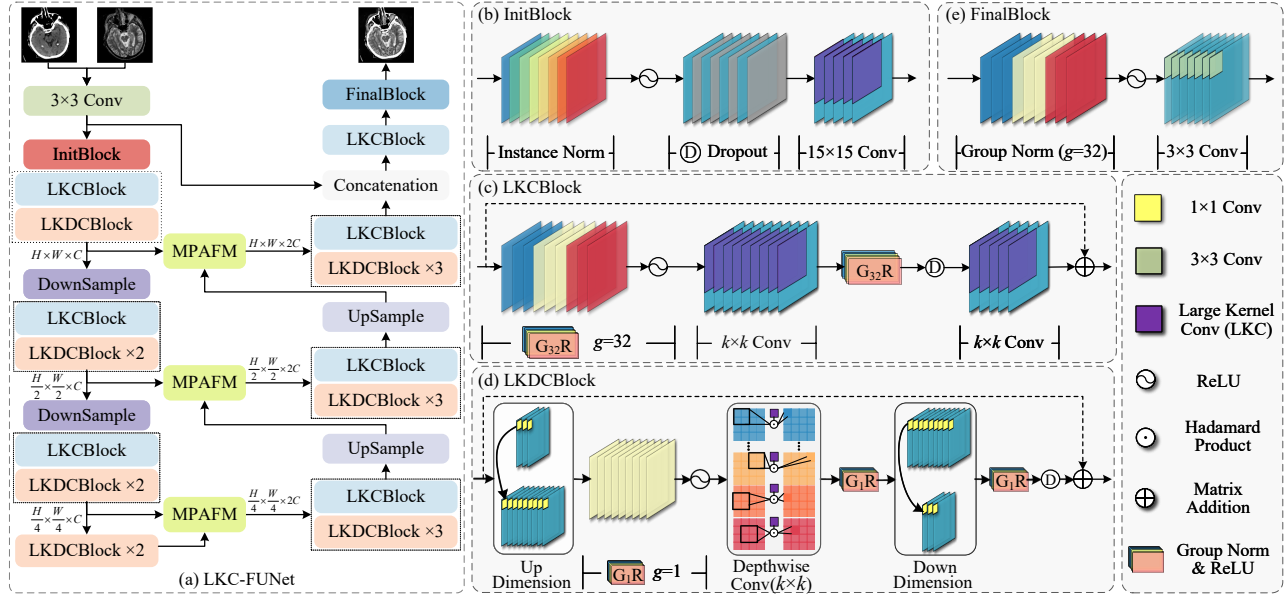 3×3 Conv
InitBlock
LKCBlock
LKDCBlock
H×W×C
DownSample
LKCBlock
LKDCBlock ×2
H/2 × W/2 ×C
DownSample
LKCBlock
LKDCBlock ×2
H/4 × W/4 ×C
LKDCBlock ×2
MPAFM
H×W×2C
MPAFM
H/2 × W/2 ×2C
MPAFM
H/4 × W/4 ×2C
FinalBlock
LKCBlock
Concatenation
LKCBlock
LKDCBlock ×3
UpSample
LKCBlock
LKDCBlock ×3
UpSample
LKCBlock
LKDCBlock ×3
(a) LKC-FUNet
(b) InitBlock
Instance Norm
D Dropout
15×15 Conv
(e) FinalBlock
Group Norm (g=32)
3×3 Conv
(c) LKCBlock
G32R
D
G32R g=32
k×k Conv
k×k Conv
(d) LKDCBlock
G1R
G1R
D
Up
Dimension
G1R g=1
Depthwise
Conv(k×k)
Down
Dimension
1×1 Conv
3×3 Conv
Large Kernel
Conv (LKC)
ReLU
Hadamard
Product
Matrix
Addition
Group Norm
& ReLU